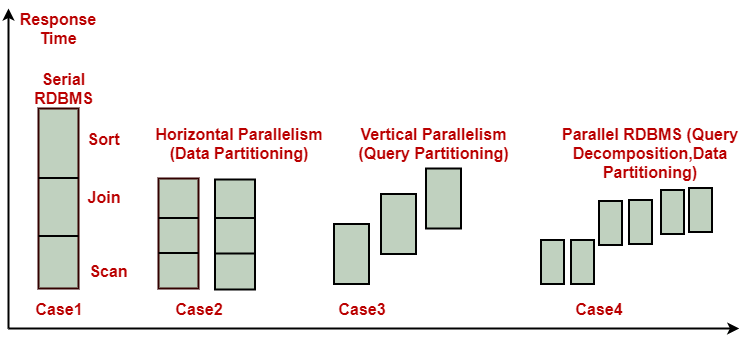 Response
Time
Serial
RDBMS
Sort
Join
Scan
Case1
Horizontal Parallelism
(Data Partitioning)
Case2
Vertical Parallelism
(Query Partitioning)
Case3
Parallel RDBMS (Query
Decomposition,Data
Partitioning)
Case4